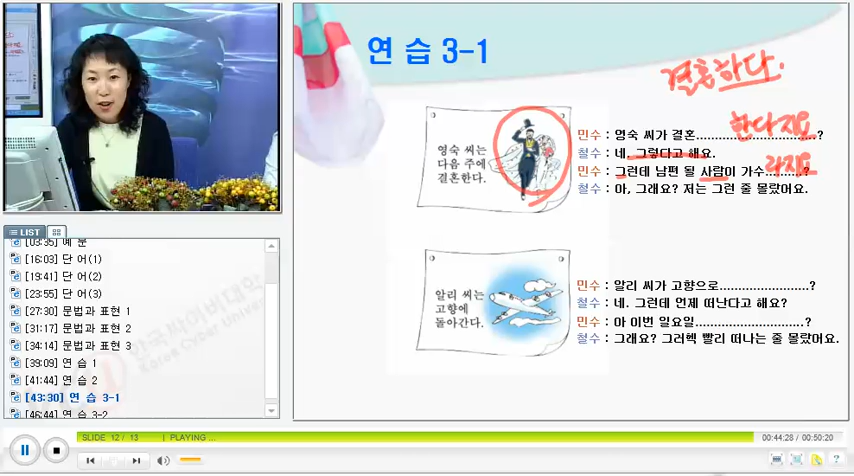 연 습 3-1
결혼하다.
영숙 씨는
다음 주에
결혼한다.
민수 : 영숙 씨가 결혼......................?
한다지요
철수 : 네. 그렇다고 해요.
민수 : 그런데 남편 될 사람이 가수.........?
라지요
철수 : 아, 그래요? 저는 그런 줄 몰랐어요.
알리 씨는
고향에
돌아간다.
민수 : 알리 씨가 고향으로......................?
철수 : 네. 그런데 언제 떠난다고 해요?
민수 : 아 이번 일요일...........................?
철수 : 그래요? 그러헥 빨리 떠나는 줄 몰랐어요.
LIST
[03:35] 예 문
[16:03] 단 어(1)
[19:41] 단 어(2)
[23:55] 단 어(3)
[27:30] 문법과 표현 1
[31:17] 문법과 표현 2
[34:14] 문법과 표현 3
[39:09] 연 습 1
[41:44] 연 습 2
[43:30] 연 습 3-1
[46:44] 연 습 3-2
SLIDE 12 / 13 | PLAYING ...
00:44:28 / 00:50:20